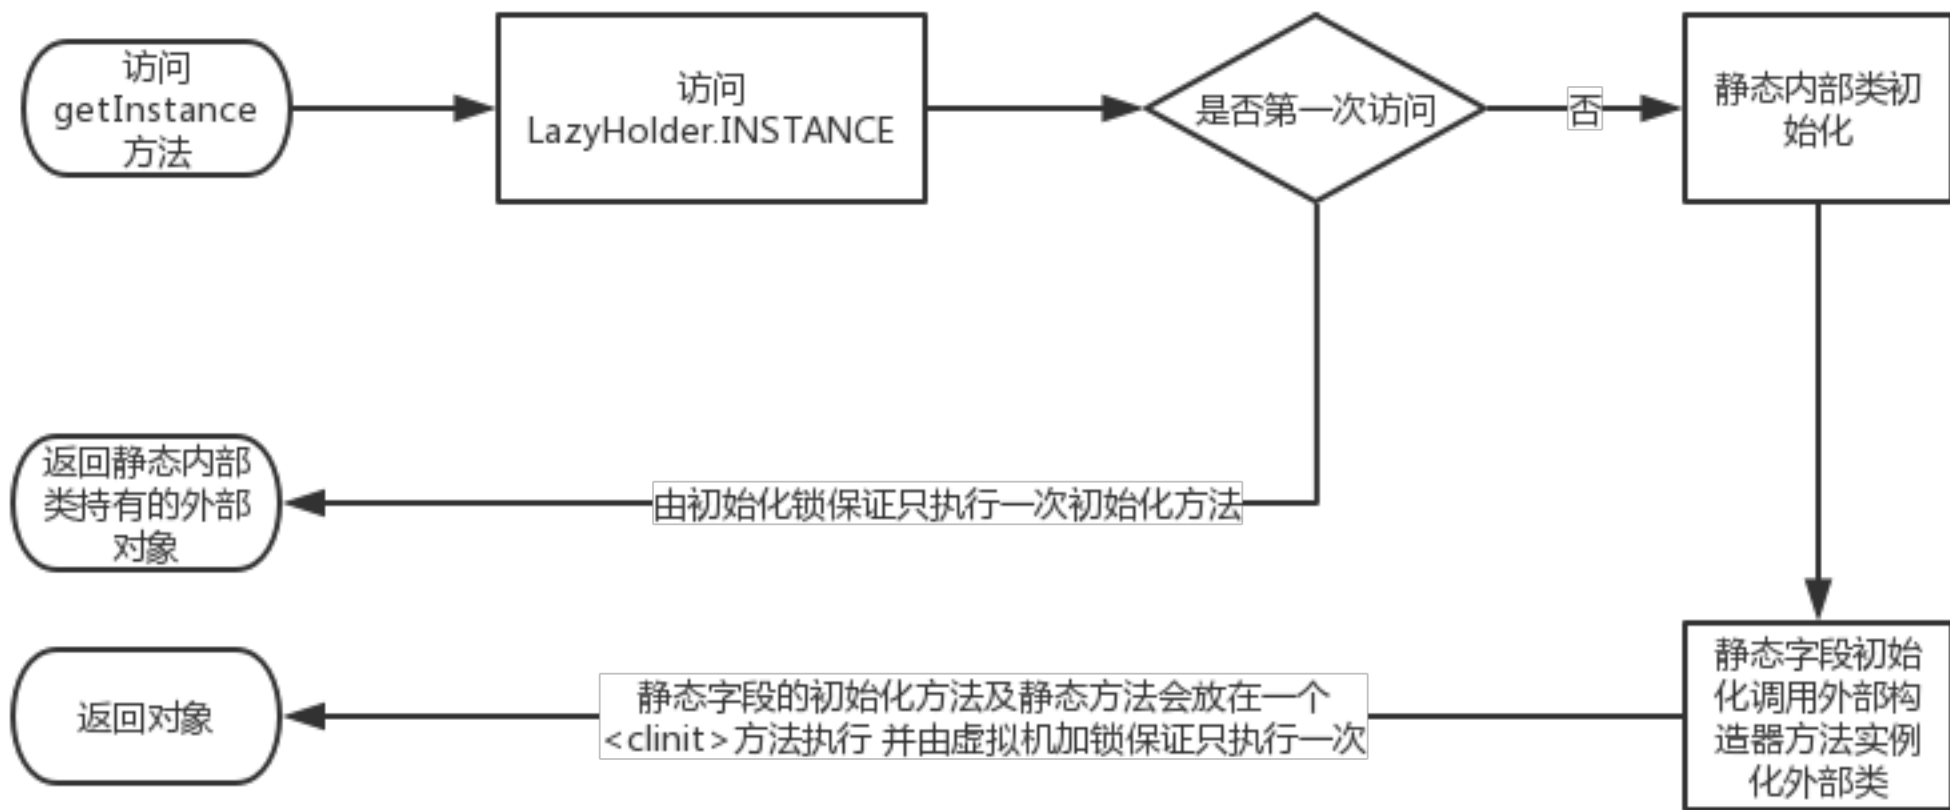 访问
getInstance
方法
访问
LazyHolder.INSTANCE
是否第一次访问
否
静态内部类初
始化
返回静态内部
类持有的外部
对象
由初始化锁保证只执行一次初始化方法
静态字段初始
化调用外部构
造器方法实例
化外部类
静态字段的初始化方法及静态方法会放在一个
<clinit>方法执行 并由虚拟机加锁保证只执行一次
返回对象